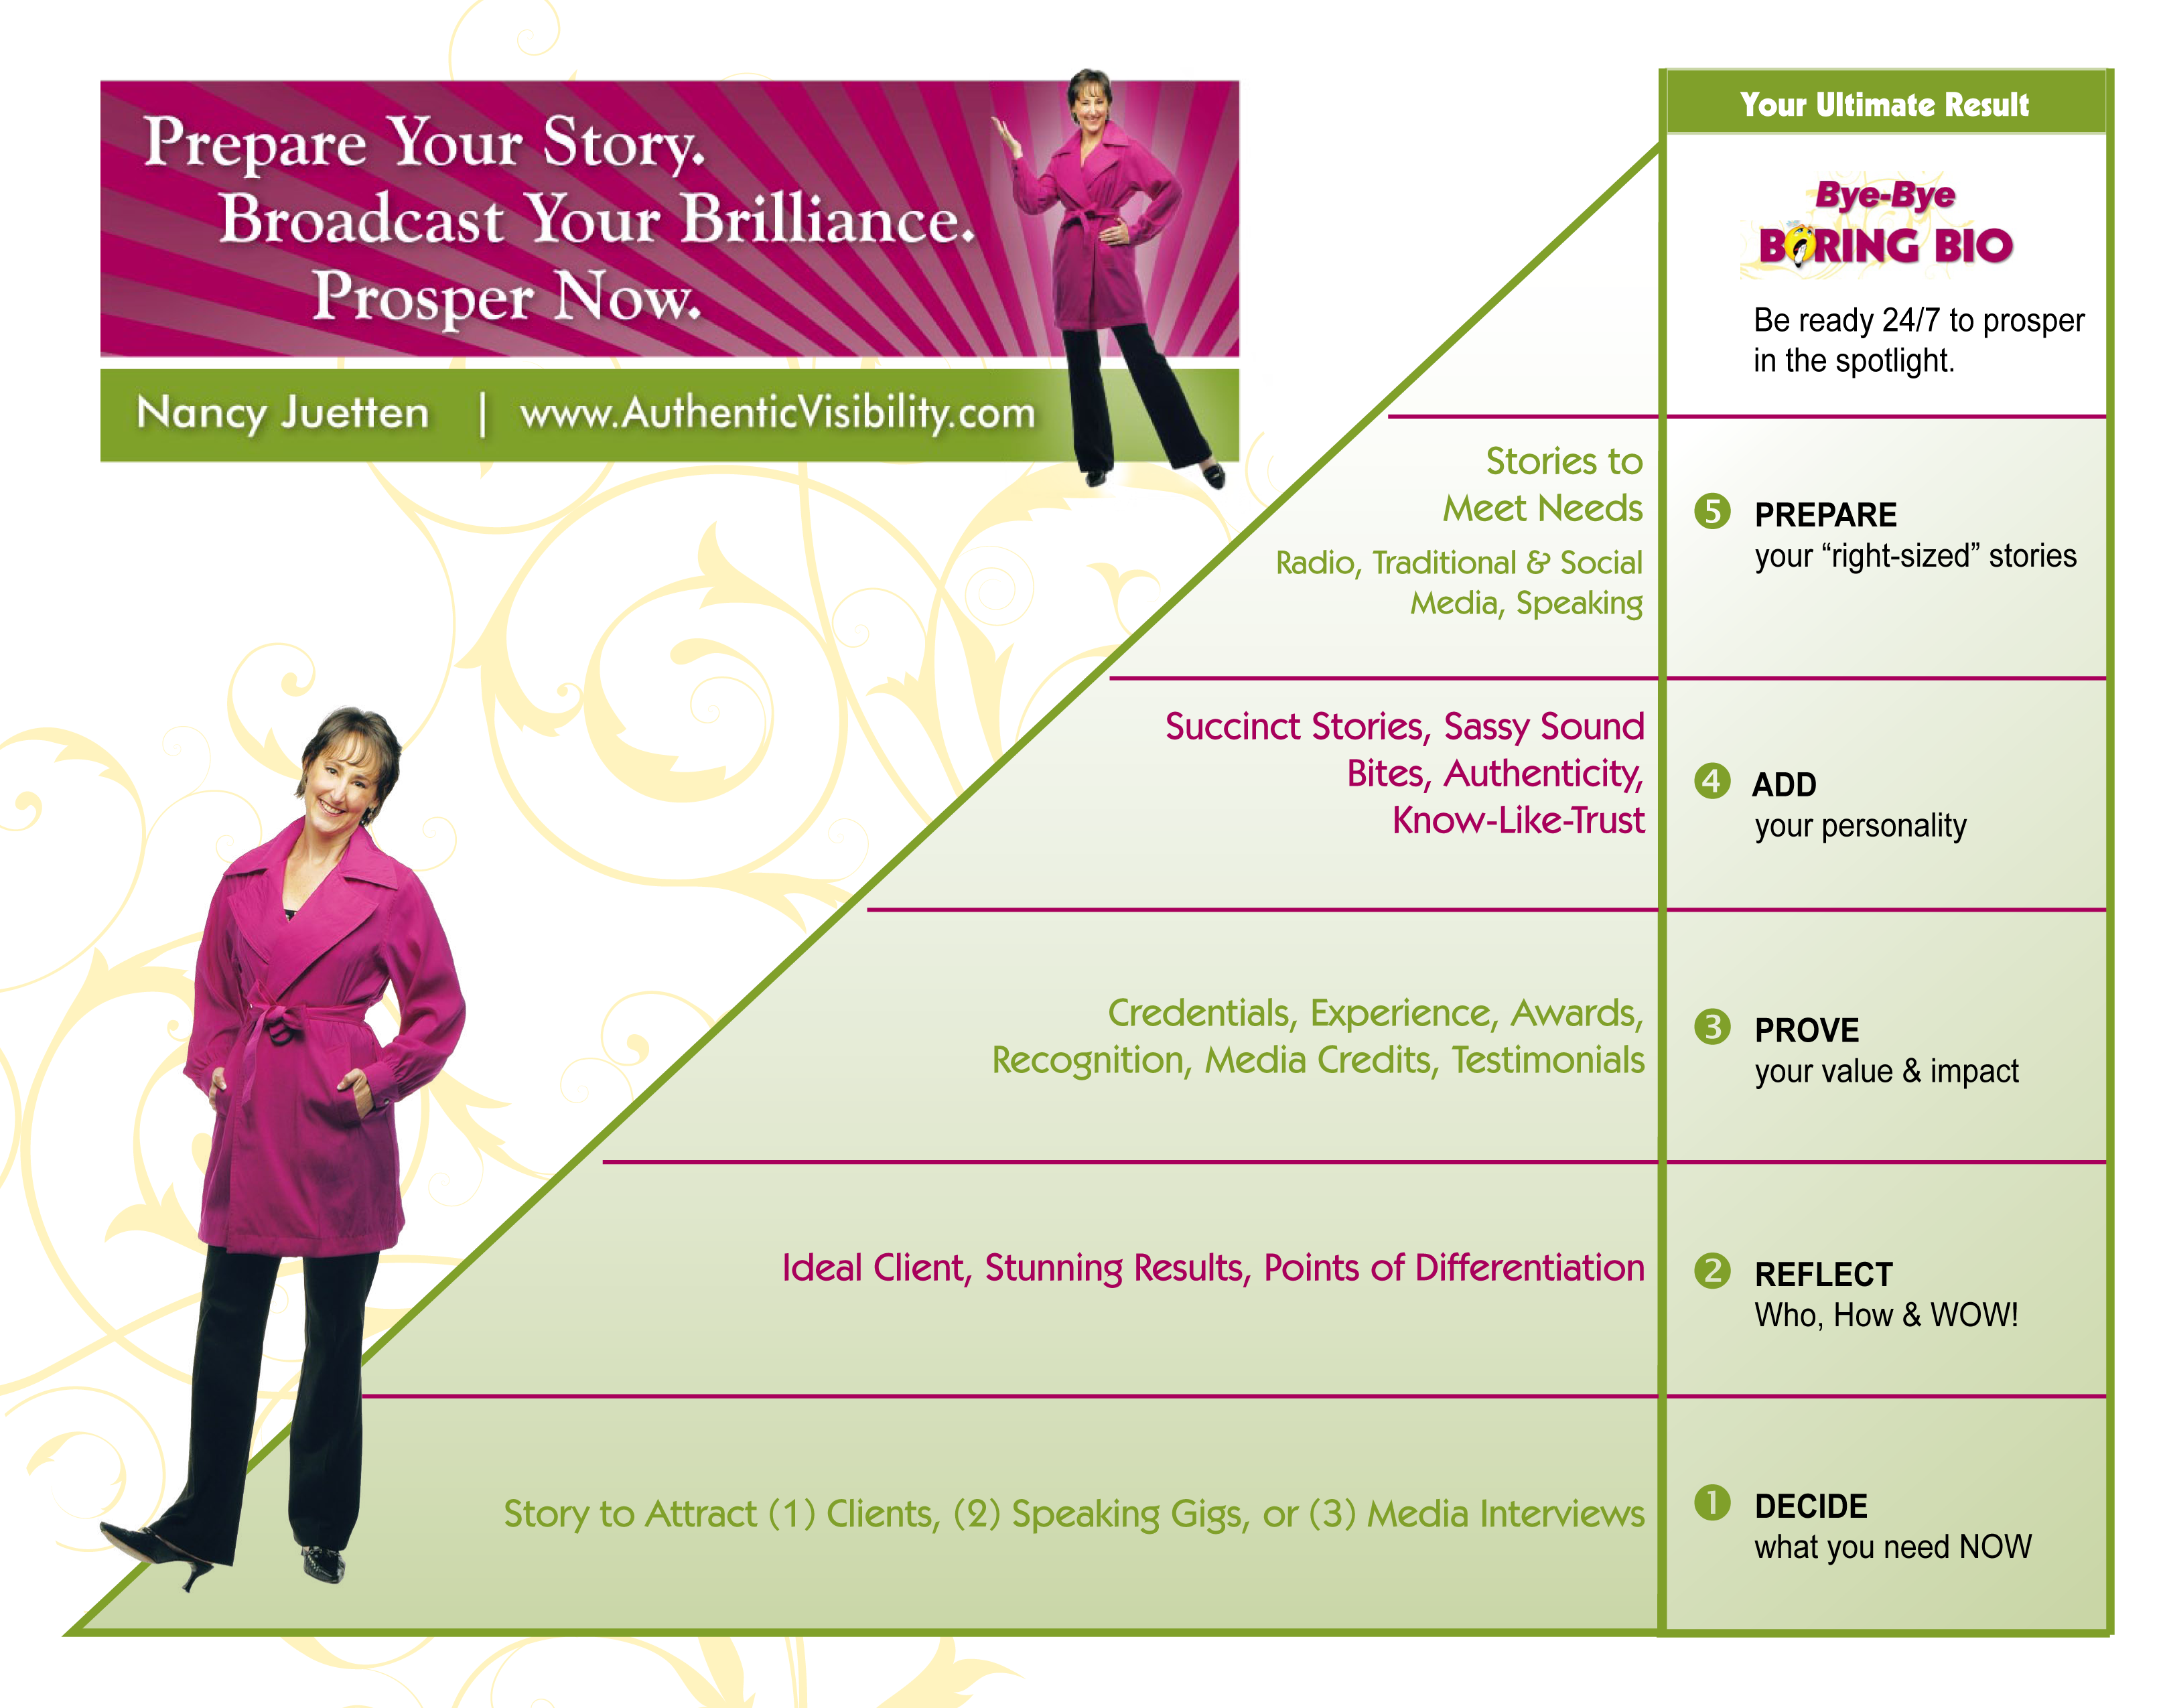 Prepare Your Story.
Broadcast Your Brilliance.
Prosper Now.
Nancy Juetten | www.AuthenticVisibility.com
Your Ultimate Result
Bye-Bye
BORING BIO
Be ready 24/7 to prosper
in the spotlight.
Stories to
Meet Needs
Radio, Traditional & Social
Media, Speaking
5 PREPARE
your “right-sized” stories
Succinct Stories, Sassy Sound
Bites, Authenticity,
Know-Like-Trust
4 ADD
your personality
Credentials, Experience, Awards,
Recognition, Media Credits, Testimonials
3 PROVE
your value & impact
Ideal Client, Stunning Results, Points of Differentiation
2 REFLECT
Who, How & WOW!
Story to Attract (1) Clients, (2) Speaking Gigs, or (3) Media Interviews
1 DECIDE
what you need NOW